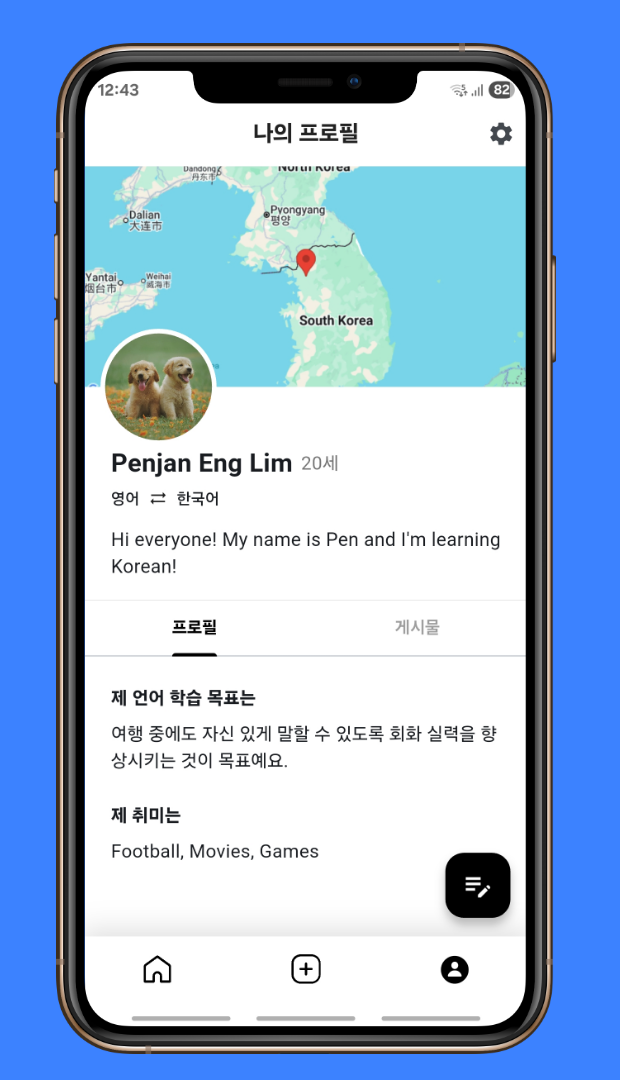 12:43
82
나의 프로필
North Korea
Dandong
丹东市
Dalian
大连市
Pyongyang
평양
Yantai
烟台市
Weihai
威海市
South Korea
Penjan Eng Lim 20세
영어 ⇄ 한국어
Hi everyone! My name is Pen and I'm learning
Korean!
프로필 게시물
제 언어 학습 목표는
여행 중에도 자신 있게 말할 수 있도록 회화 실력을 향
상시키는 것이 목표예요.
제 취미는
Football, Movies, Games